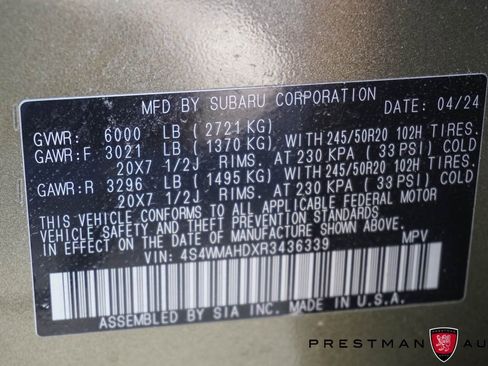 MFD BY SUBARU CORPORATION DATE: 04/24
GVWR: 6000 LB (2721 KG)
GAWR:F 3021 LB (1370 KG) WITH 245/50R20 102H TIRES.
20X7 1/2J RIMS. AT 230 KPA (33 PSI) COLD
GAWR:R 3296 LB (1495 KG) WITH 245/50R20 102H TIRES.
20X7 1/2J RIMS. AT 230 KPA (33 PSI) COLD
THIS VEHICLE CONFORMS TO ALL APPLICABLE FEDERAL MOTOR
VEHICLE SAFETY AND THEFT PREVENTION STANDARDS
IN EFFECT ON THE DATE OF MANUFACTURE SHOWN ABOVE.
VIN: 4S4WMAHDXR3436339 MPV
ASSEMBLED BY SIA INC. MADE IN U.S.A.
PRESTMAN AU